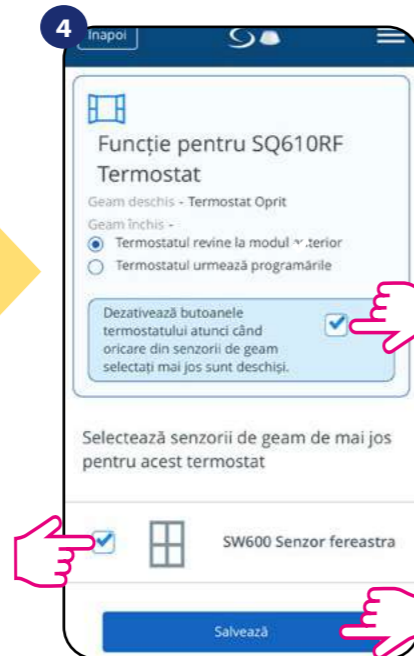 4
Înapoi
Funcție pentru SQ610RF
Termostat
Geam deschis - Termostat Oprit
Geam închis -
Termostatul revine la modul
Termostatul urmează programările
Dezativează butoanele
termostatului atunci când
oricare din senzorii de geam
selectați mai jos sunt deschiși.
Selectează senzorii de geam de mai jos
pentru acest termostat
SW600 Senzor fereastra
Salvează